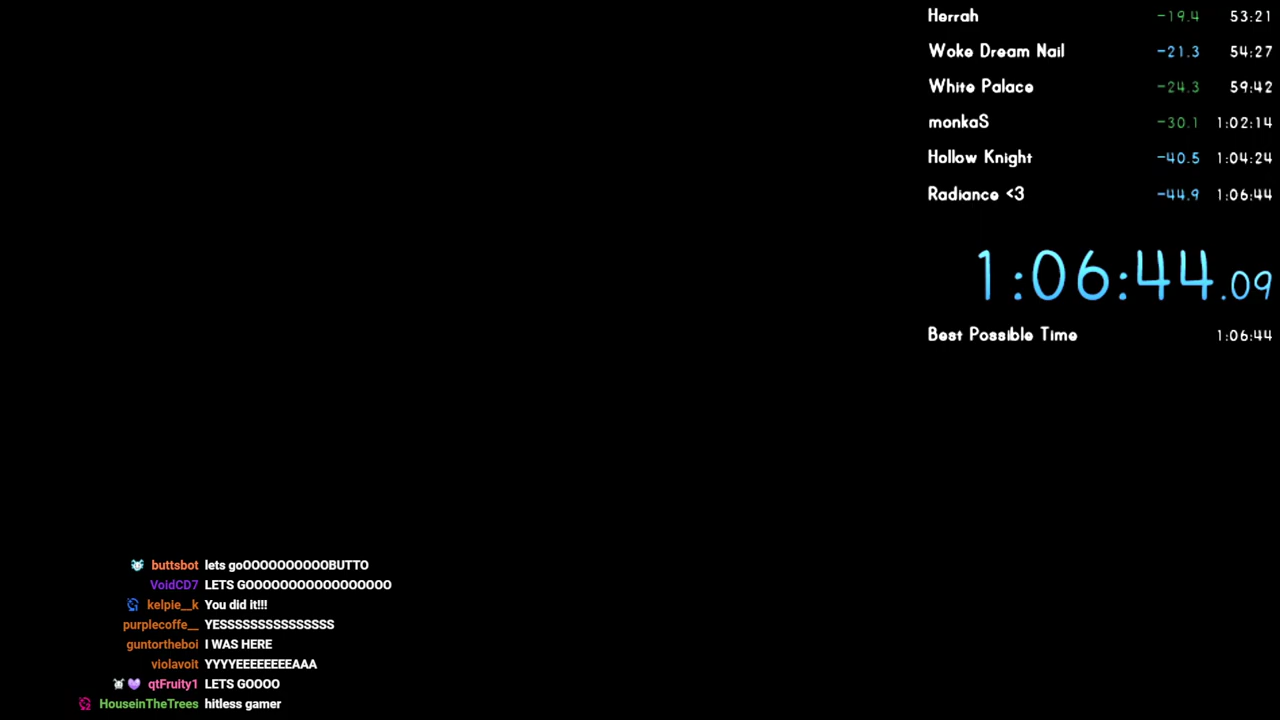 Herrah -19.4 53:21
Woke Dream Nail -21.3 54:27
White Palace -24.3 59:42
monkaS -30.1 1:02:14
Hollow Knight -40.5 1:04:24
Radiance <3 -44.9 1:06:44
1:06:44.09
Best Possible Time 1:06:44
buttsbot lets goOOOOOOOOOOBUTTO
VoidCD7 LETS GOOOOOOOOOOOOOOOOO
kelpie__k You did it!!!
purplecoffe__ YESSSSSSSSSSSSSSS
guntortheboi I WAS HERE
violavoit YYYYEEEEEEEEAAA
qtFruity1 LETS GOOOO
HouseinTheTrees hitless gamer